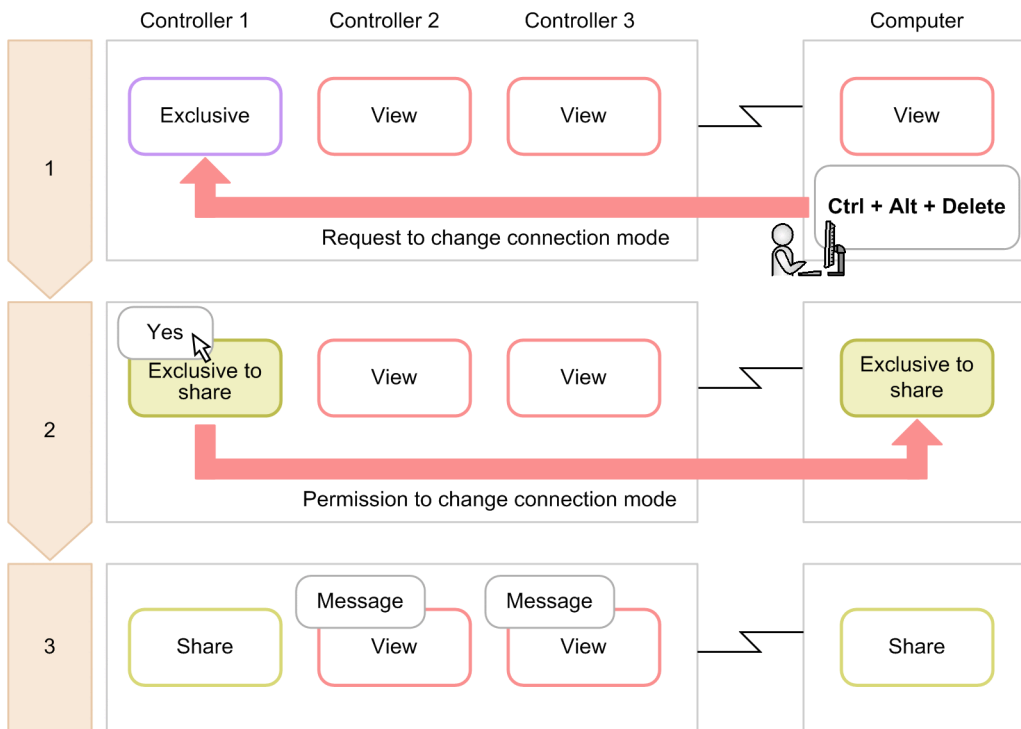 Controller 1
Controller 2
Controller 3
Computer
1
Exclusive
View
View
View
Ctrl + Alt + Delete
Request to change connection mode
2
Yes
Exclusive to
share
View
View
Exclusive to
share
Permission to change connection mode
3
Message
Message
Share
View
View
Share